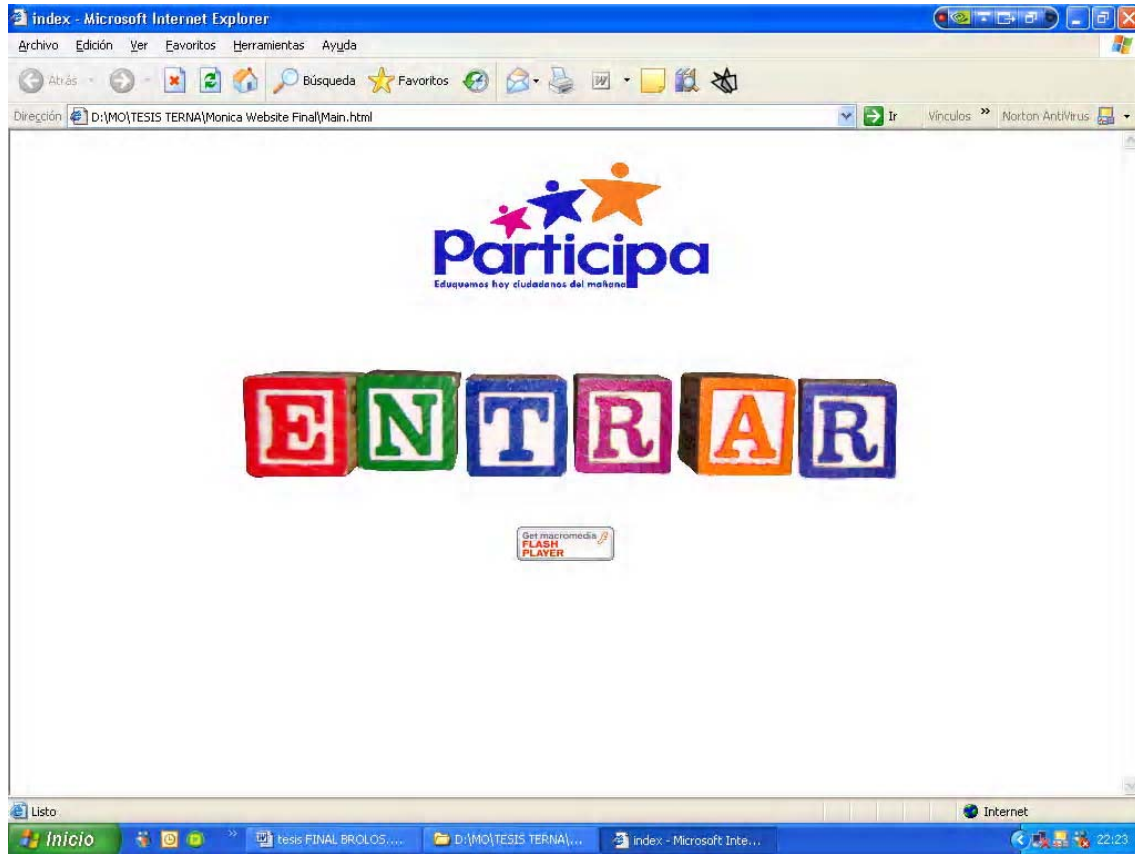 index - Microsoft Internet Explorer
Archivo Edición Ver Favoritos Herramientas Ayuda
Atrás Búsqueda Favoritos
Dirección D:\MO\TESIS TERNA\Monica Website Final\Main.html Ir Vínculos » Norton AntiVirus
Participa
Eduquemos hoy ciudadanos del mañana
ENTRAR
Get macromedia
FLASH
PLAYER
Listo Internet
Inicio » tesis FINAL BROLOS.... D:\MO\TESIS TERNA\... index - Microsoft Inte... 22:23